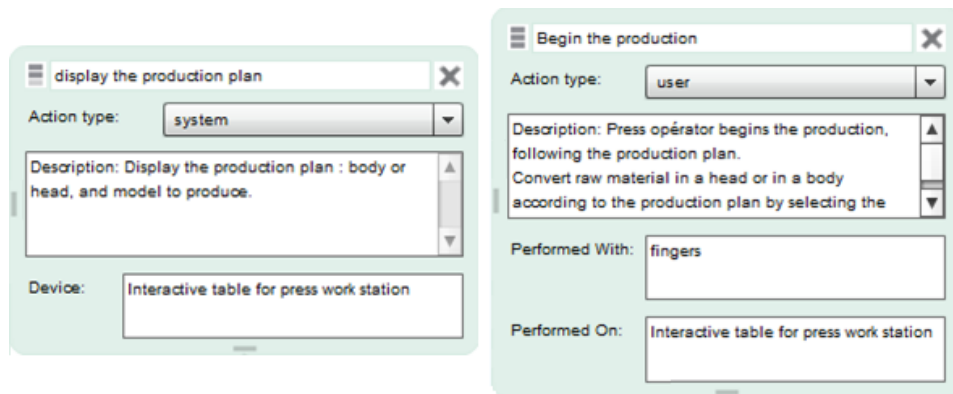 display the production plan
Action type:
system
Description: Display the production plan : body or
head, and model to produce.
Device:
Interactive table for press work station
Begin the production
Action type:
user
Description: Press opérator begins the production,
following the production plan.
Convert raw material in a head or in a body
according to the production plan by selecting the
Performed With:
fingers
Performed On:
Interactive table for press work station